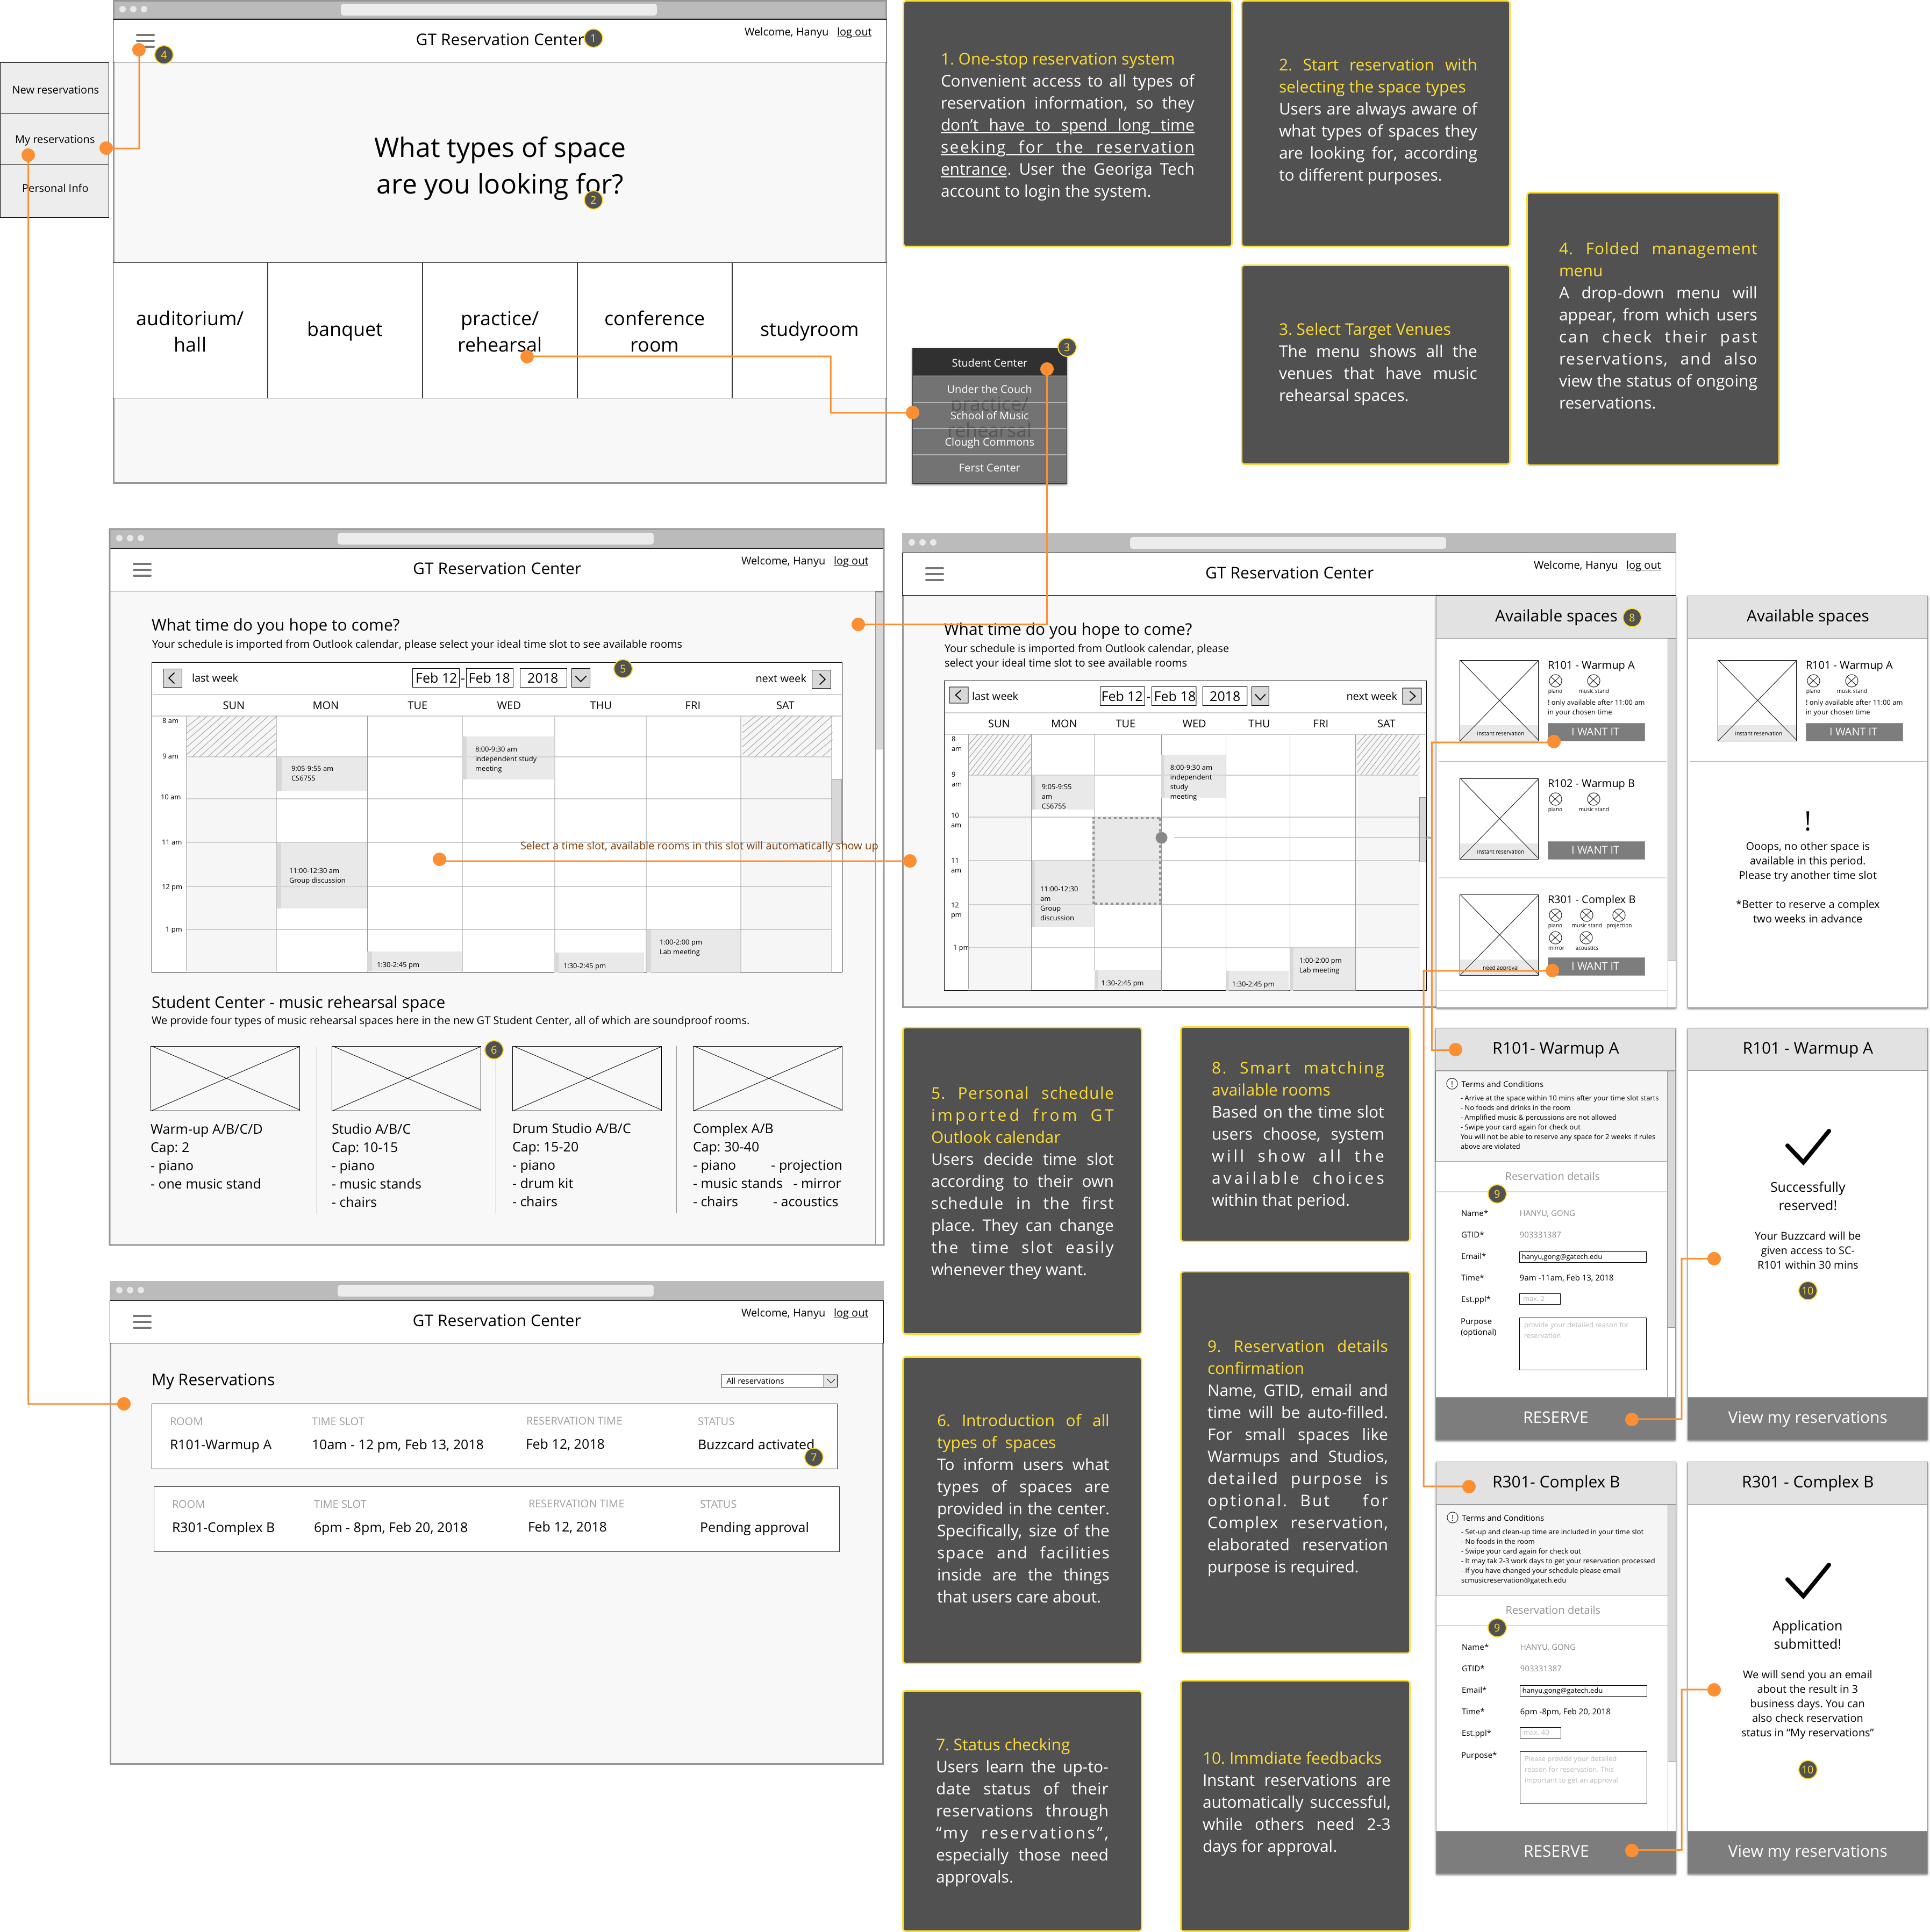 GT Reservation Center
1
Welcome, Hanyu log out
4
New reservations
My reservations
Personal Info
What types of space
are you looking for?
2
auditorium/
hall
banquet
practice/
rehearsal
conference
room
studyroom
1. One-stop reservation system
Convenient access to all types of
reservation information, so they
don't have to spend long time
seeking for the reservation
entrance. User the Georiga Tech
account to login the system.
2. Start reservation with
selecting the space types
Users are always aware of
what types of spaces they
are looking for, according
to different purposes.
3. Select Target Venues
The menu shows all the
venues that have music
rehearsal spaces.
4. Folded management
menu
A drop-down menu will
appear, from which users
can check their past
reservations, and also
view the status of ongoing
reservations.
3
Student Center
Under the Couch
practice/
School of Music
rehearsal
Clough Commons
Ferst Center
GT Reservation Center
Welcome, Hanyu log out
What time do you hope to come?
Your schedule is imported from Outlook calendar, please select your ideal time slot to see available rooms
5
last week
Feb 12 - Feb 18 2018
next week
SUN MON TUE WED THU FRI SAT
8 am
9 am
10 am
11 am
12 pm
1 pm
8:00-9:30 am
independent study
meeting
9:05-9:55 am
CS6755
11:00-12:30 am
Group discussion
1:00-2:00 pm
Lab meeting
1:30-2:45 pm
1:30-2:45 pm
Select a time slot, available rooms in this slot will automatically show up
Student Center - music rehearsal space
We provide four types of music rehearsal spaces here in the new GT Student Center, all of which are soundproof rooms.
6
Warm-up A/B/C/D
Cap: 2
- piano
- one music stand
Studio A/B/C
Cap: 10-15
- piano
- music stands
- chairs
Drum Studio A/B/C
Cap: 15-20
- piano
- drum kit
- chairs
Complex A/B
Cap: 30-40
- piano - projection
- music stands - mirror
- chairs - acoustics
GT Reservation Center
Welcome, Hanyu log out
What time do you hope to come?
Your schedule is imported from Outlook calendar, please
select your ideal time slot to see available rooms
last week
Feb 12 - Feb 18 2018
next week
SUN MON TUE WED THU FRI SAT
8
am
9
am
10
am
11
am
12
pm
1 pm
8:00-9:30 am
independent
study
meeting
9:05-9:55
am
CS6755
11:00-12:30
am
Group
discussion
1:00-2:00 pm
Lab meeting
1:30-2:45 pm
1:30-2:45 pm
Available spaces
8
R101 - Warmup A
piano music stand
! only available after 11:00 am
in your chosen time
instant reservation
I WANT IT
R102 - Warmup B
piano music stand
instant reservation
I WANT IT
R301 - Complex B
piano music stand projection
mirror acoustics
need approval
I WANT IT
Available spaces
R101 - Warmup A
piano music stand
! only available after 11:00 am
in your chosen time
instant reservation
I WANT IT
!
Ooops, no other space is
available in this period.
Please try another time slot
*Better to reserve a complex
two weeks in advance
5. Personal schedule
imported from GT
Outlook calendar
Users decide time slot
according to their own
schedule in the first
place. They can change
the time slot easily
whenever they want.
8. Smart matching
available rooms
Based on the time slot
users choose, system
will show all the
available choices
within that period.
6. Introduction of all
types of spaces
To inform users what
types of spaces are
provided in the center.
Specifically, size of the
space and facilities
inside are the things
that users care about.
9. Reservation details
confirmation
Name, GTID, email and
time will be auto-filled.
For small spaces like
Warmups and Studios,
detailed purpose is
optional. But for
Complex reservation,
elaborated reservation
purpose is required.
7. Status checking
Users learn the up-to-
date status of their
reservations through
“my reservations”,
especially those need
approvals.
10. Immdiate feedbacks
Instant reservations are
automatically successful,
while others need 2-3
days for approval.
R101- Warmup A
! Terms and Conditions
- Arrive at the space within 10 mins after your time slot starts
- No foods and drinks in the room
- Amplified music & percussions are not allowed
- Swipe your card again for check out
You will not be able to reserve any space for 2 weeks if rules
above are violated
Reservation details
9
Name* HANYU, GONG
GTID* 903331387
Email* hanyu,gong@gatech.edu
Time* 9am -11am, Feb 13, 2018
Est.ppl* max. 2
Purpose
(optional)
provide your detailed reason for
reservation
RESERVE
R101 - Warmup A
Successfully
reserved!
Your Buzzcard will be
given access to SC-
R101 within 30 mins
10
View my reservations
R301- Complex B
! Terms and Conditions
- Set-up and clean-up time are included in your time slot
- No foods in the room
- Swipe your card again for check out
- It may tak 2-3 work days to get your reservation processed
- If you have changed your schedule please email
scmusicreservation@gatech.edu
Reservation details
9
Name* HANYU, GONG
GTID* 903331387
Email* hanyu,gong@gatech.edu
Time* 6pm -8pm, Feb 20, 2018
Est.ppl* max. 40
Purpose*
Please provide your detailed
reason for reservation. This
important to get an approval
RESERVE
R301 - Complex B
Application
submitted!
We will send you an email
about the result in 3
business days. You can
also check reservation
status in “My reservations”
10
View my reservations
GT Reservation Center
Welcome, Hanyu log out
My Reservations
All reservations
ROOM TIME SLOT RESERVATION TIME STATUS
R101-Warmup A 10am - 12 pm, Feb 13, 2018 Feb 12, 2018 Buzzcard activated
7
ROOM TIME SLOT RESERVATION TIME STATUS
R301-Complex B 6pm - 8pm, Feb 20, 2018 Feb 12, 2018 Pending approval